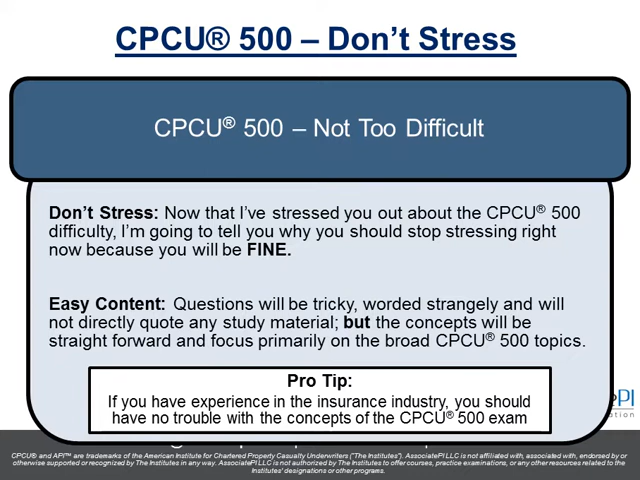 CPCU® 500 – Don't Stress
CPCU® 500 – Not Too Difficult
Don't Stress: Now that I've stressed you out about the CPCU® 500
difficulty, I'm going to tell you why you should stop stressing right
now because you will be FINE.
Easy Content: Questions will be tricky, worded strangely and will
not directly quote any study material; but the concepts will be
straight forward and focus primarily on the broad CPCU® 500 topics.
Pro Tip:
If you have experience in the insurance industry, you should
have no trouble with the concepts of the CPCU® 500 exam
PI
CPCU® and API™ are trademarks of the American Institute for Chartered Property Casualty Underwriters ("The Institutes"). AssociatePI LLC is not affiliated with, associated with, endorsed by or
otherwise supported or recognized by The Institutes in any way. AssociatePI LLC is not authorized by The Institutes to offer courses, practice examinations, or any other resources related to the
Institutes' designations or other programs.